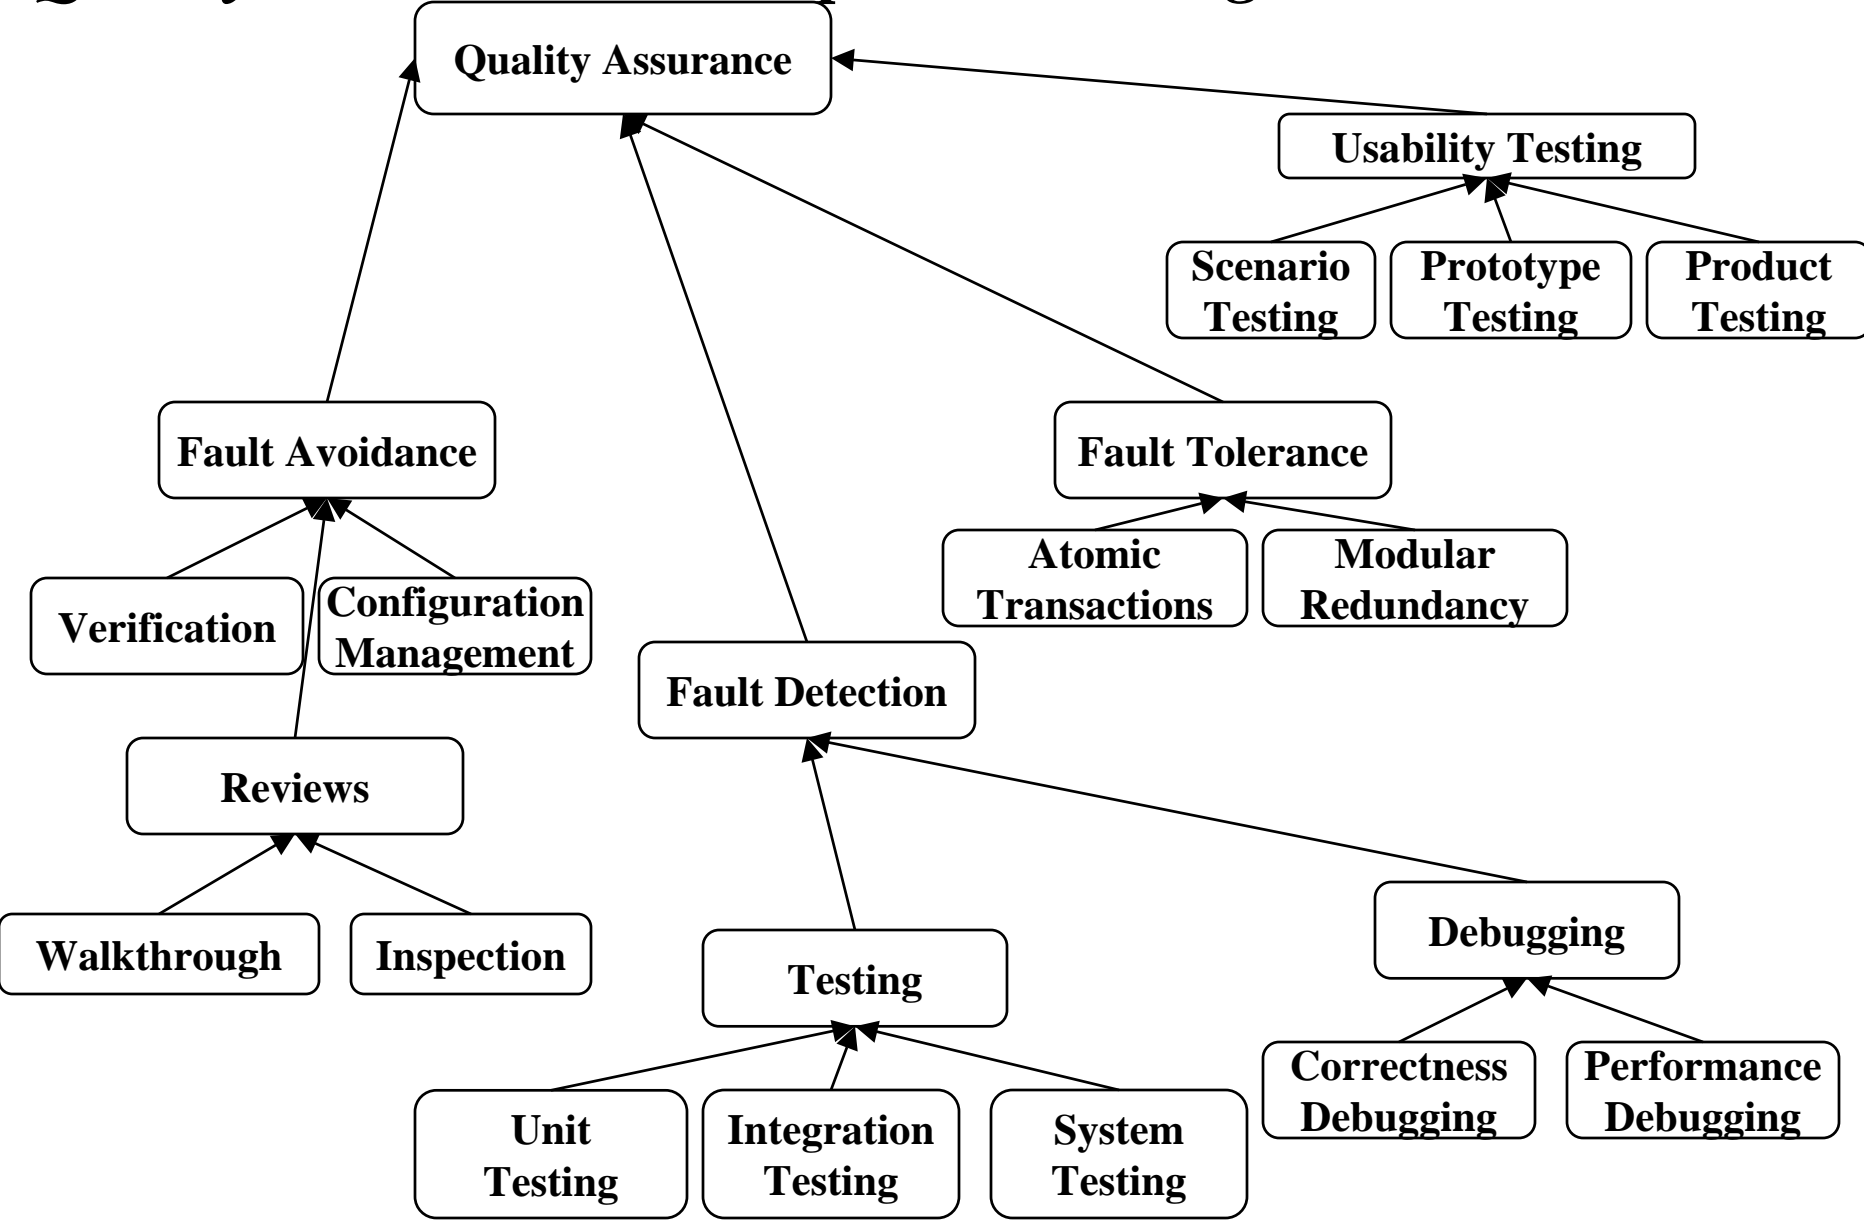 Quality Assurance
Usability Testing
Scenario
Testing
Prototype
Testing
Product
Testing
Fault Avoidance
Fault Tolerance
Atomic
Transactions
Modular
Redundancy
Verification
Configuration
Management
Fault Detection
Reviews
Walkthrough
Inspection
Testing
Debugging
Unit
Testing
Integration
Testing
System
Testing
Correctness
Debugging
Performance
Debugging